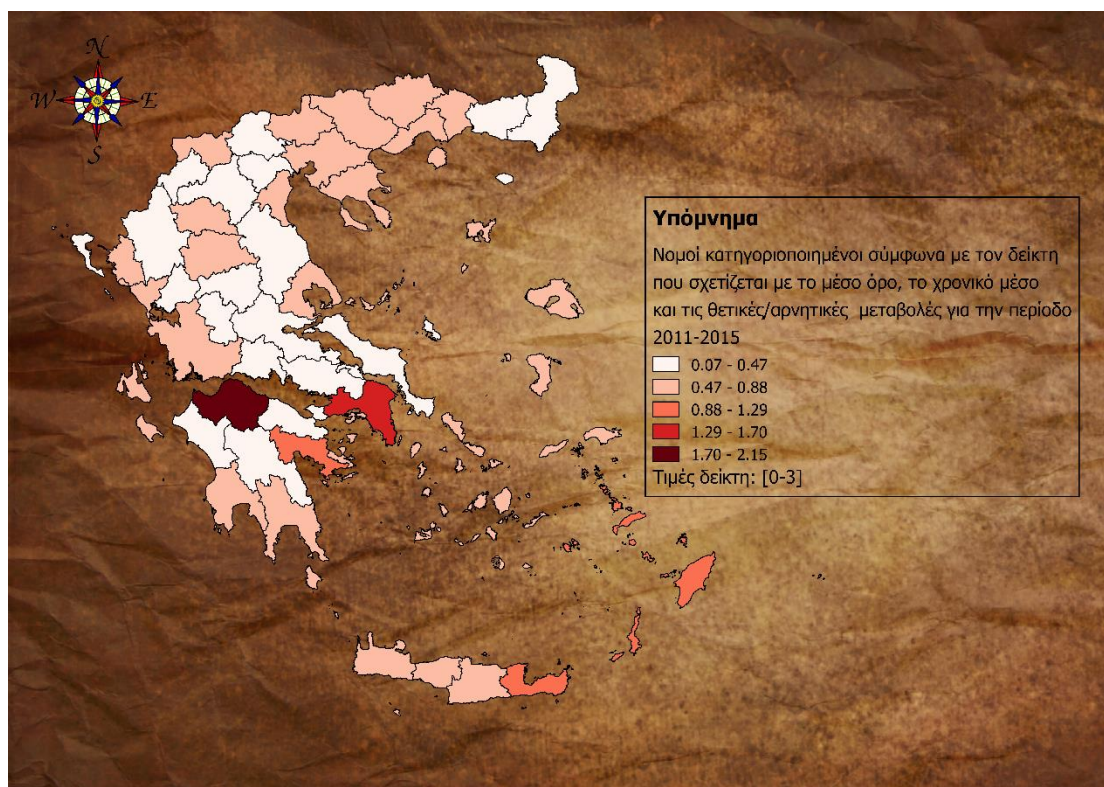 N
W E
S
Υπόμνημα
Νομοί κατηγοριοποιημένοι σύμφωνα με τον δείκτη
που σχετίζεται με το μέσο όρο, το χρονικό μέσο
και τις θετικές/αρνητικές μεταβολές για την περίοδο
2011-2015
0.07 - 0.47
0.47 - 0.88
0.88 - 1.29
1.29 - 1.70
1.70 - 2.15
Τιμές δείκτη: [0-3]